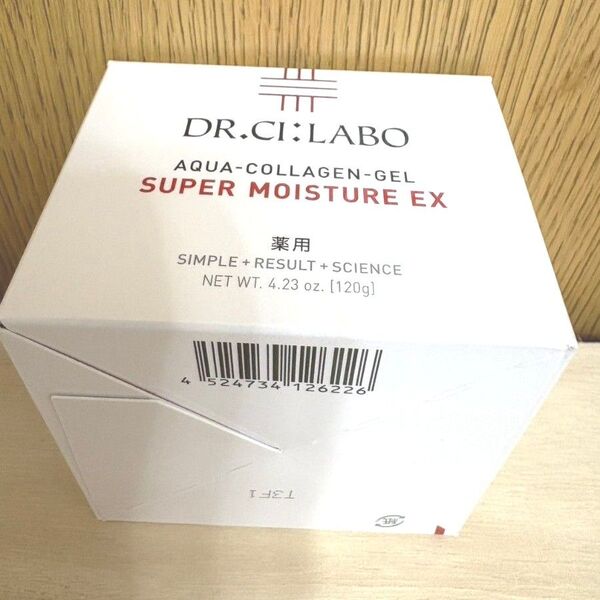 DR.CI:LABO
AQUA-COLLAGEN-GEL
SUPER MOISTURE EX
薬用
SIMPLE + RESULT + SCIENCE
NET WT. 4.23 oz. [120g]
4 524734 126226
T3F1
紙